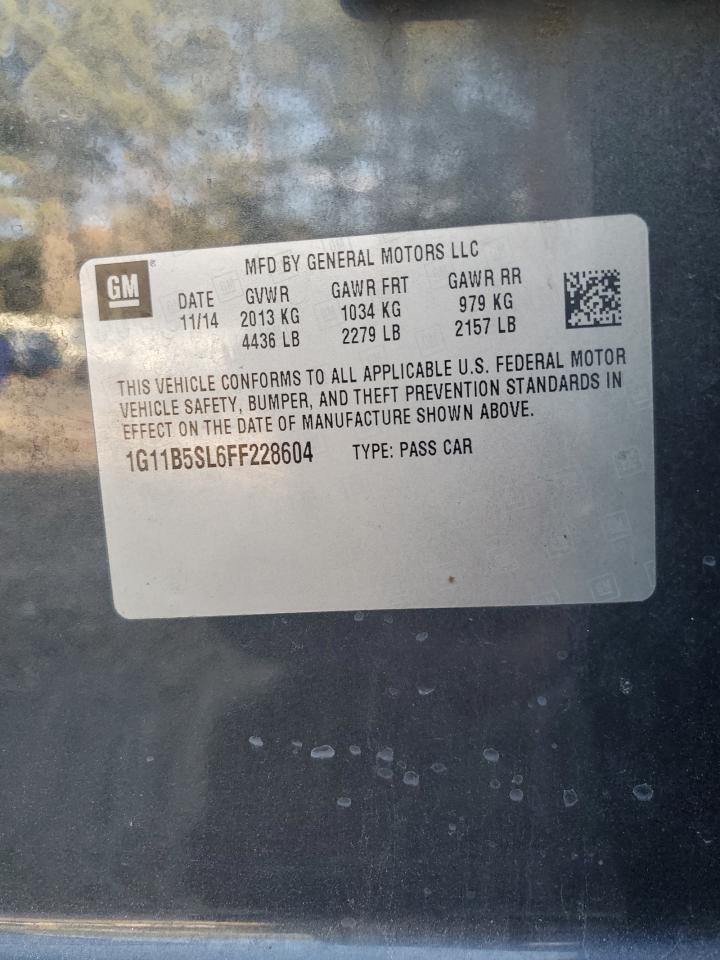 GM ®
MFD BY GENERAL MOTORS LLC
DATE GVWR GAWR FRT GAWR RR
11/14 2013 KG 1034 KG 979 KG
4436 LB 2279 LB 2157 LB
THIS VEHICLE CONFORMS TO ALL APPLICABLE U.S. FEDERAL MOTOR
VEHICLE SAFETY, BUMPER, AND THEFT PREVENTION STANDARDS IN
EFFECT ON THE DATE OF MANUFACTURE SHOWN ABOVE.
1G11B5SL6FF228604 TYPE: PASS CAR